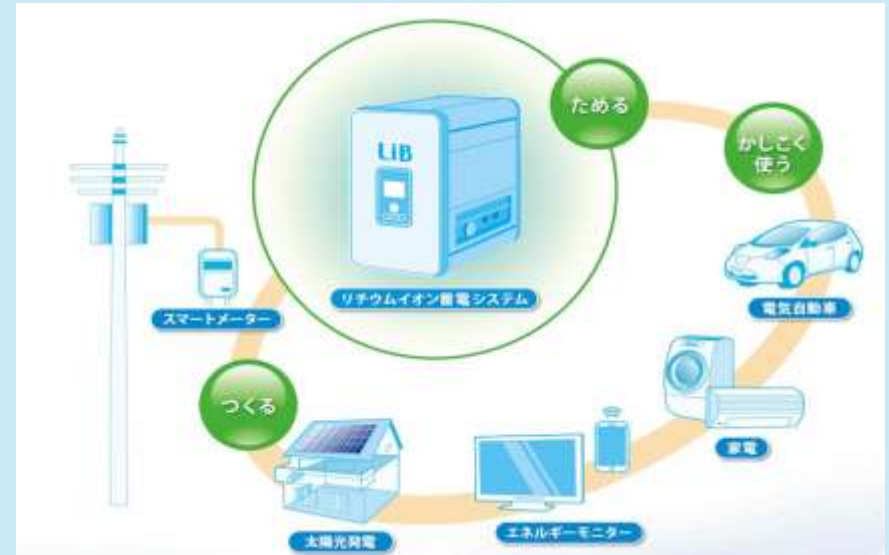 ためる
かしこく
使う
LiB
リチウムイオン蓄電システム
スマートメーター
電気自動車
つくる
家電
太陽光発電
エネルギーモニター